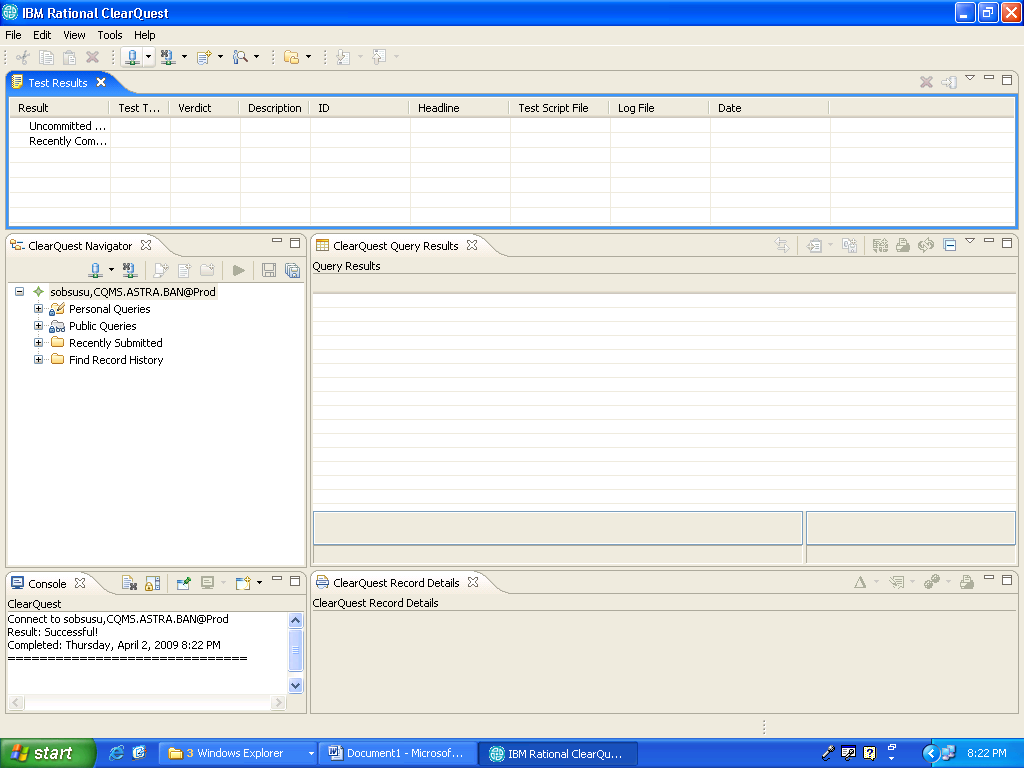 IBM Rational ClearQuest
File Edit View Tools Help
Test Results
Result Test T... Verdict Description ID Headline Test Script File Log File Date
Uncommitted ...
Recently Com...
ClearQuest Navigator
ClearQuest Query Results
Query Results
sobsusu,CQMS.ASTRA.BAN@Prod
Personal Queries
Public Queries
Recently Submitted
Find Record History
Console
ClearQuest Record Details
ClearQuest
ClearQuest Record Details
Connect to sobsusu,CQMS.ASTRA.BAN@Prod
Result: Successful!
Completed: Thursday, April 2, 2009 8:22 PM
==============================
start 3 Windows Explorer Document1 - Microsof... IBM Rational ClearQu... 8:22 PM